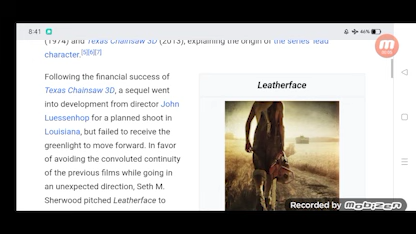 8:41
46%
(1974) and Texas Chainsaw 3D (2013), explaining the origin of the series' lead
character.[5][6][7]
Following the financial success of
Texas Chainsaw 3D, a sequel went
into development from director John
Luessenhop for a planned shoot in
Louisiana, but failed to receive the
greenlight to move forward. In favor
of avoiding the convoluted continuity
of the previous films while going in
an unexpected direction, Seth M.
Sherwood pitched Leatherface to
Leatherface
Recorded by Mobizen